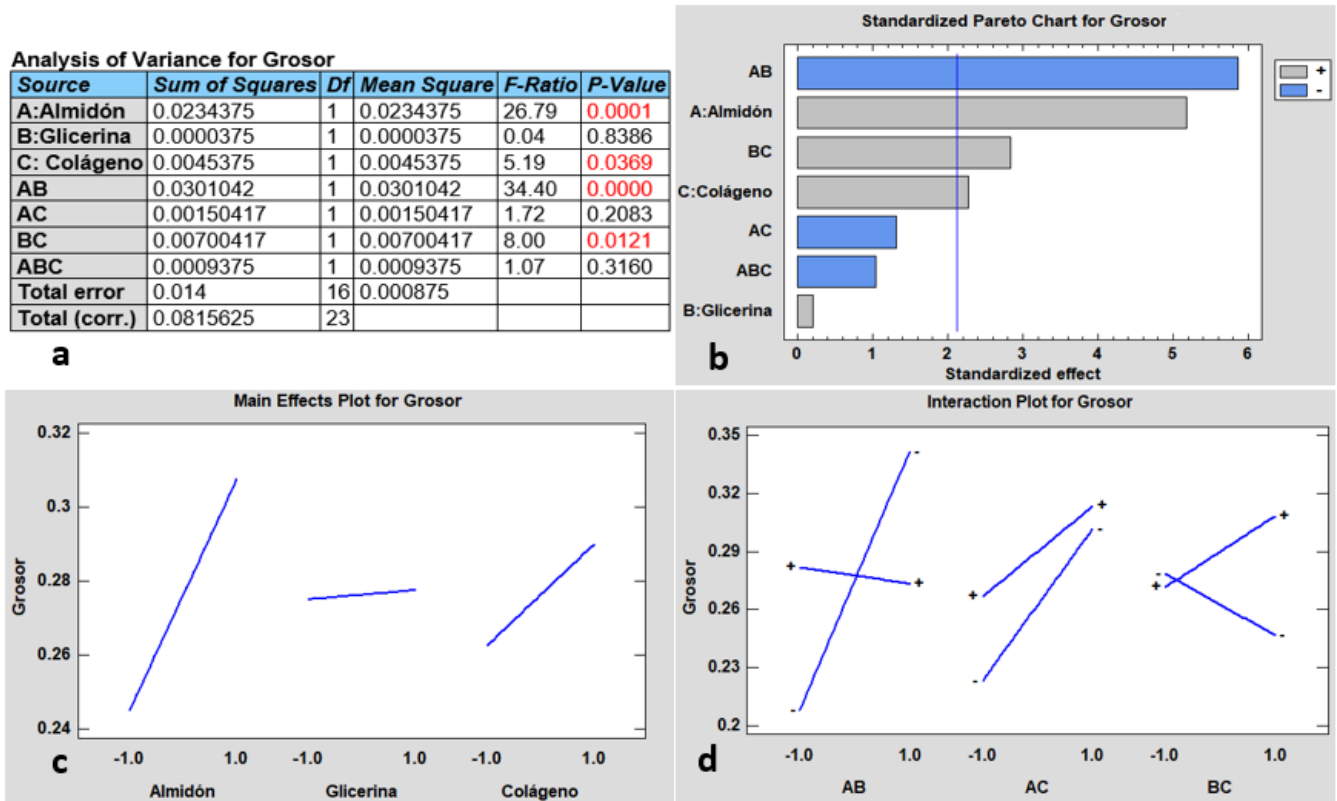 Analysis of Variance for Grosor
Source Sum of Squares Df Mean Square F-Ratio P-Value
A:Almidón 0.0234375 1 0.0234375 26.79 0.0001
B:Glicerina 0.0000375 1 0.0000375 0.04 0.8386
C: Colágeno 0.0045375 1 0.0045375 5.19 0.0369
AB 0.0301042 1 0.0301042 34.40 0.0000
AC 0.00150417 1 0.00150417 1.72 0.2083
BC 0.00700417 1 0.00700417 8.00 0.0121
ABC 0.0009375 1 0.0009375 1.07 0.3160
Total error 0.014 16 0.000875
Total (corr.) 0.0815625 23
a
Standardized Pareto Chart for Grosor
+
-
AB
A:Almidón
BC
C:Colágeno
AC
ABC
B:Glicerina
0 1 2 3 4 5 6
Standardized effect
b
Main Effects Plot for Grosor
Grosor
0.32
0.3
0.28
0.26
0.24
-1.0 1.0 -1.0 1.0 -1.0 1.0
Almidón Glicerina Colágeno
c
Interaction Plot for Grosor
Grosor
0.35
0.32
0.29
0.26
0.23
0.2
+ - - +
+ + + - - +
- - -
-1.0 1.0 -1.0 1.0 -1.0 1.0
AB AC BC
d